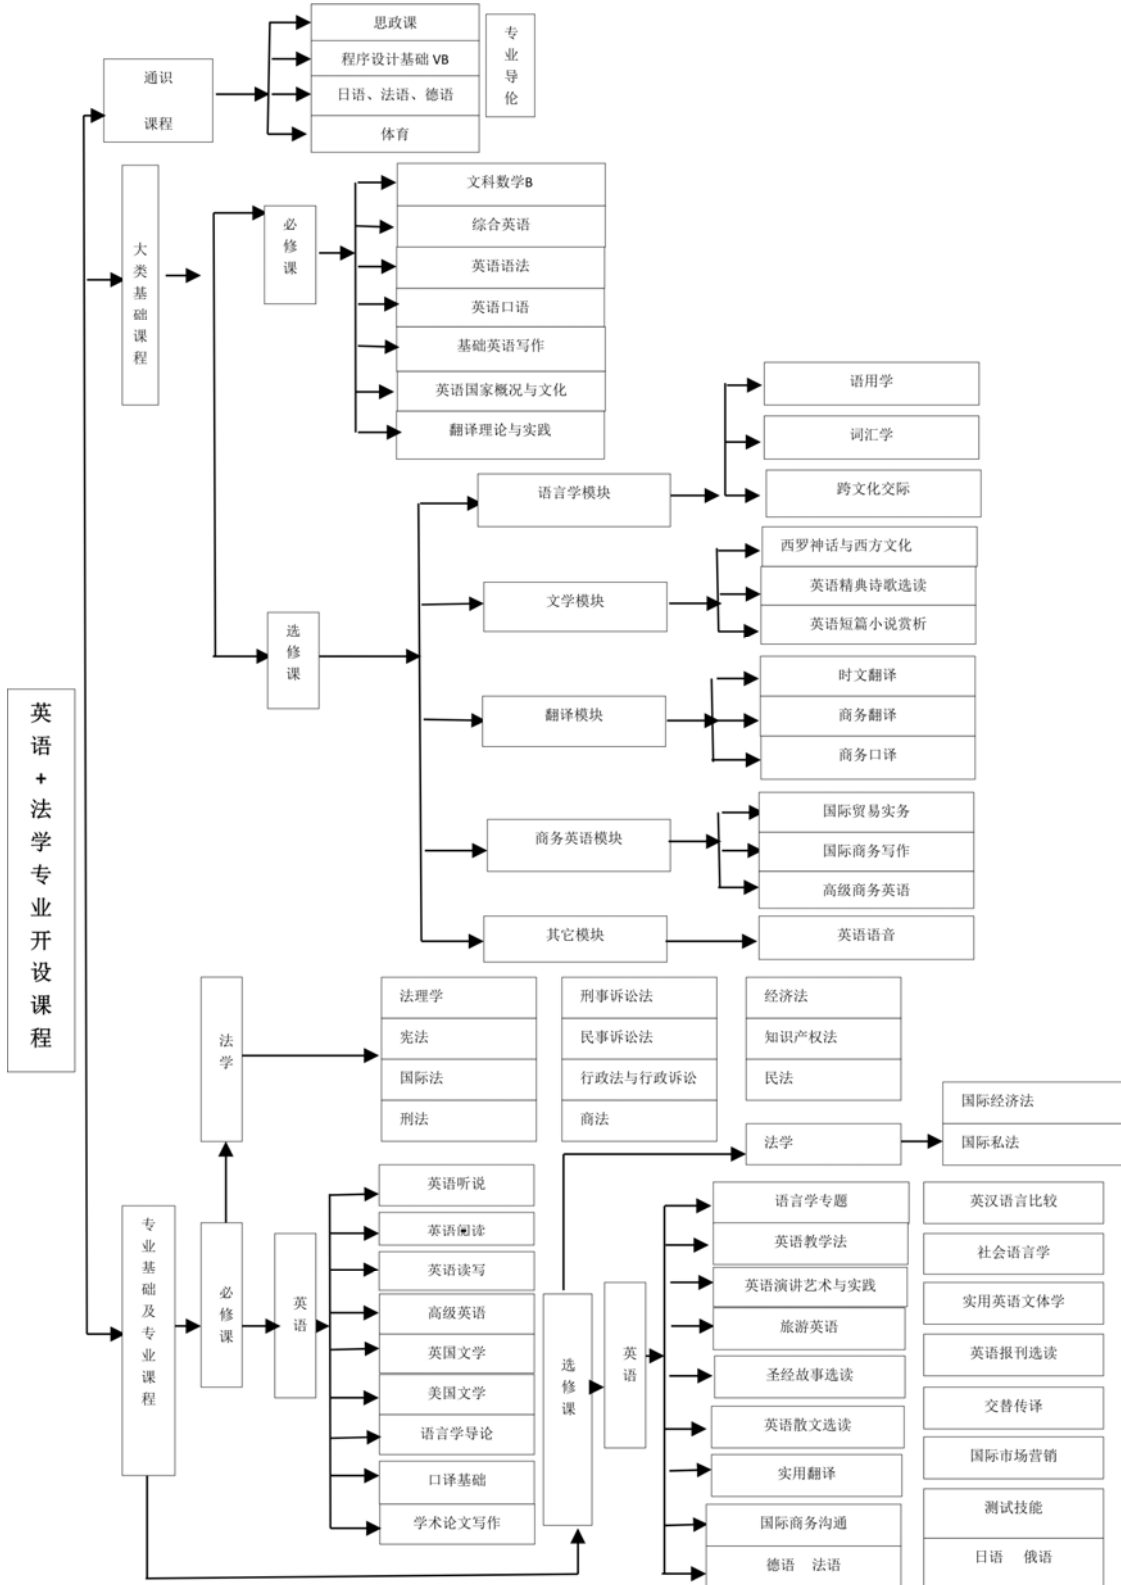 英语+法学专业开设课程
通识
课程
思政课
程序设计基础 VB
日语、法语、德语
体育
专业导伦
大类基础课程
必修课
文科数学B
综合英语
英语语法
英语口语
基础英语写作
英语国家概况与文化
翻译理论与实践
选修课
语言学模块
语用学
词汇学
跨文化交际
文学模块
西罗神话与西方文化
英语精典诗歌选读
英语短篇小说赏析
翻译模块
时文翻译
商务翻译
商务口译
商务英语模块
国际贸易实务
国际商务写作
高级商务英语
其它模块
英语语音
专业基础及专业课程
必修课
法学
法理学
宪法
国际法
刑法
刑事诉讼法
民事诉讼法
行政法与行政诉讼
商法
经济法
知识产权法
民法
英语
英语听说
英语阅读
英语读写
高级英语
英国文学
美国文学
语言学导论
口译基础
学术论文写作
选修课
法学
国际经济法
国际私法
英语
语言学专题
英语教学法
英语演讲艺术与实践
旅游英语
圣经故事选读
英语散文选读
实用翻译
国际商务沟通
德语 法语
英汉语言比较
社会语言学
实用英语文体学
英语报刊选读
交替传译
国际市场营销
测试技能
日语 俄语